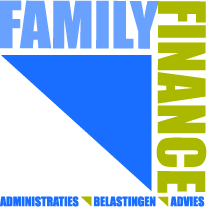 FAMILY
FINANCE
ADMINISTRATIES BELASTINGEN ADVIES